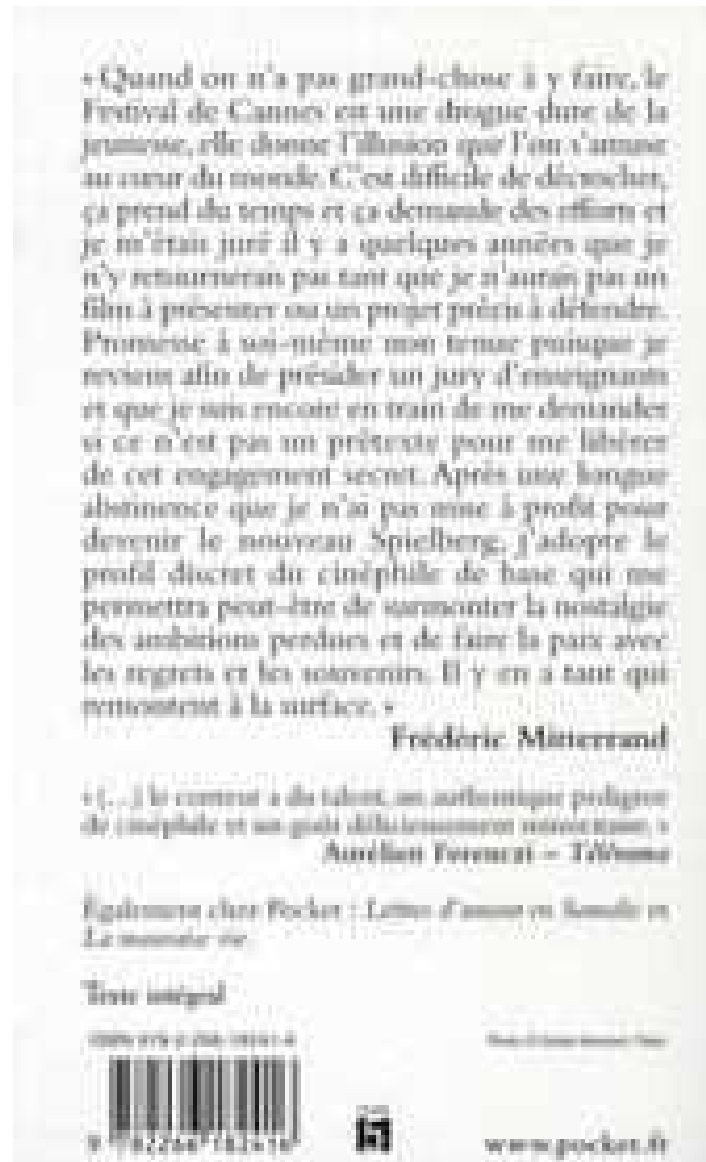 « Quand on n'a pas grand-chose à y faire, le
Festival de Cannes est une drogue dure de la
jeunesse, elle donne l'illusion que l'on s'amuse
au cœur du monde. C'est difficile de décrocher,
ça prend du temps et ça demande des efforts et
je m'étais juré il y a quelques années que je
n'y retournerais pas tant que je n'aurais pas un
film à présenter ou un projet précis à défendre.
Promesse à soi-même non tenue puisque je
reviens afin de présider un jury d'enseignants
et que je suis encore en train de me demander
si ce n'est pas un prétexte pour me libérer
de cet engagement secret. Après une longue
abstinence que je n'ai pas mise à profit pour
devenir le nouveau Spielberg, j'adopte le
profil discret du cinéphile de base qui me
permettra peut-être de surmonter la nostalgie
des ambitions perdues et de faire la paix avec
les regrets et les souvenirs. Il y en a tant qui
remontent à la surface. »
Frédéric Mitterrand
« (…) le conteur a du talent, un authentique pedigree
de cinéphile et un goût délicieusement minoritaire. »
Aurélien Ferenczi – Télérama
Également chez Pocket : Lettres d'amour en Somalie et
La mauvaise vie
Texte intégral
9 782266 182416
www.pocket.fr